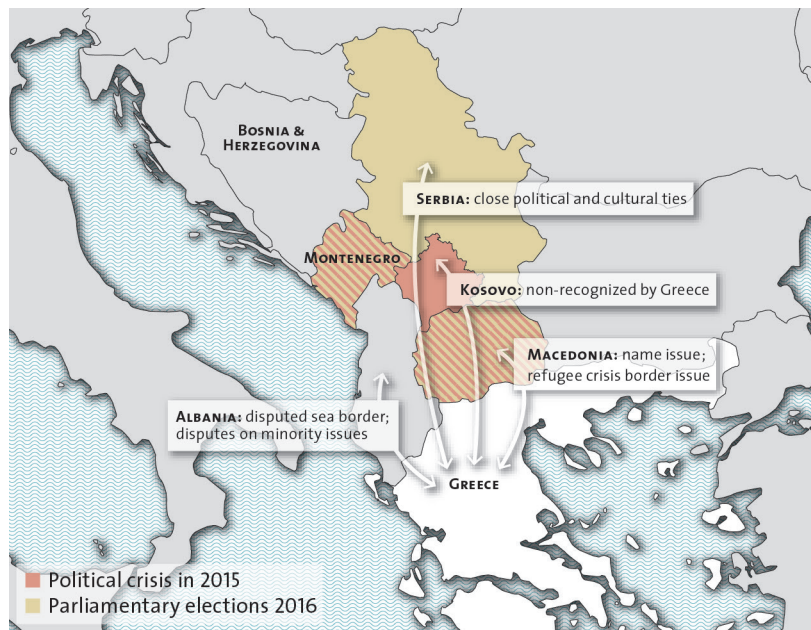 BOSNIA &
HERZEGOVINA
SERBIA: close political and cultural ties
MONTENEGRO
KOSOVO: non-recognized by Greece
MACEDONIA: name issue;
refugee crisis border issue
ALBANIA: disputed sea border;
disputes on minority issues
GREECE
Political crisis in 2015
Parliamentary elections 2016